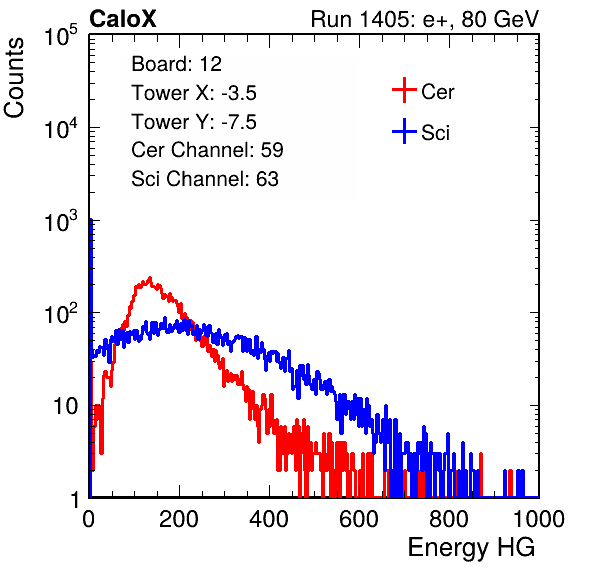 CaloX Run 1405: e+, 80 GeV
Counts
Board: 12
Tower X: -3.5
Tower Y: -7.5
Cer Channel: 59
Sci Channel: 63
Cer
Sci
10^5
10^4
10^3
10^2
10
1
0 200 400 600 800 1000
Energy HG